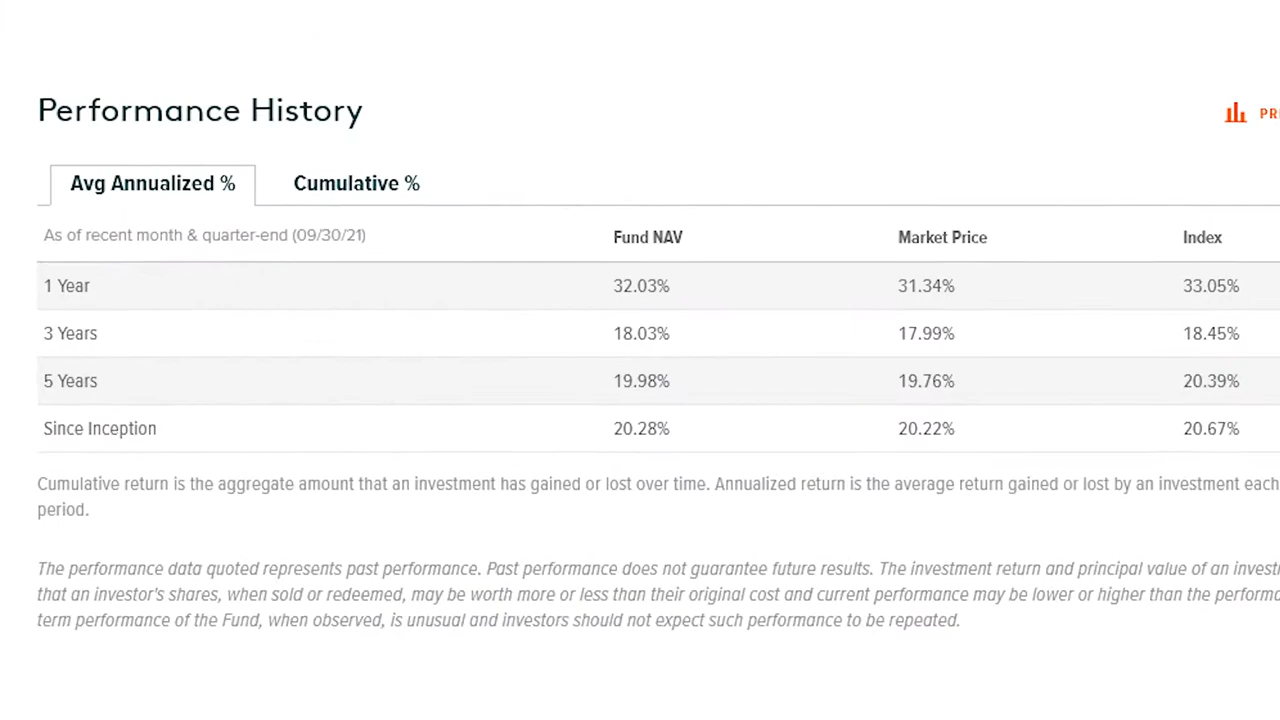 Performance History
Avg Annualized % Cumulative %
As of recent month & quarter-end (09/30/21) Fund NAV Market Price Index
1 Year 32.03% 31.34% 33.05%
3 Years 18.03% 17.99% 18.45%
5 Years 19.98% 19.76% 20.39%
Since Inception 20.28% 20.22% 20.67%
Cumulative return is the aggregate amount that an investment has gained or lost over time. Annualized return is the average return gained or lost by an investment each
period.
The performance data quoted represents past performance. Past performance does not guarantee future results. The investment return and principal value of an
that an investor's shares, when sold or redeemed, may be worth more or less than their original cost and current performance may be lower or higher than the
term performance of the Fund, when observed, is unusual and investors should not expect such performance to be repeated.